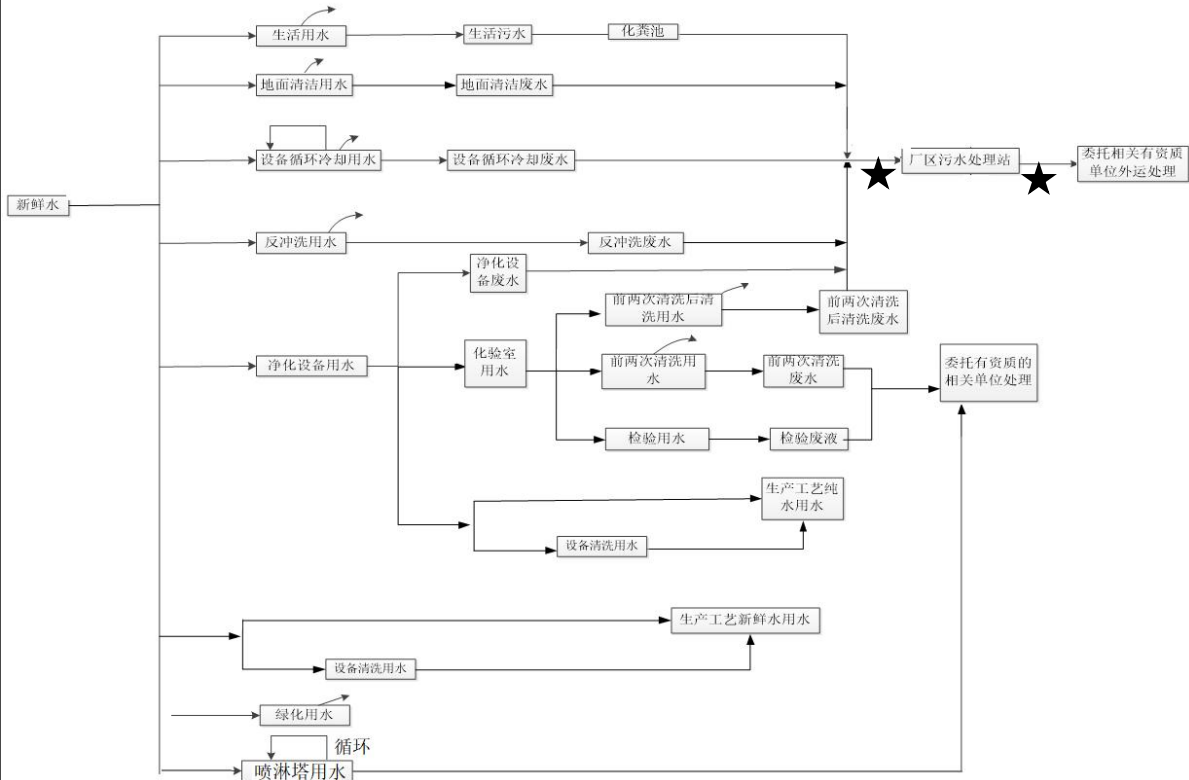 生活用水
生活污水
化粪池
地面清洁用水
地面清洁废水
设备循环冷却用水
设备循环冷却废水
厂区污水处理站
委托相关有资质
单位外运处理
新鲜水
反冲洗用水
反冲洗废水
净化设
备废水
前两次清洗后清
洗用水
前两次清洗
后清洗废水
净化设备用水
化验室
用水
前两次清洗用
水
前两次清洗
废水
委托有资质的
相关单位处理
检验用水
检验废液
生产工艺纯
水用水
设备清洗用水
生产工艺新鲜水用水
设备清洗用水
绿化用水
循环
喷淋塔用水